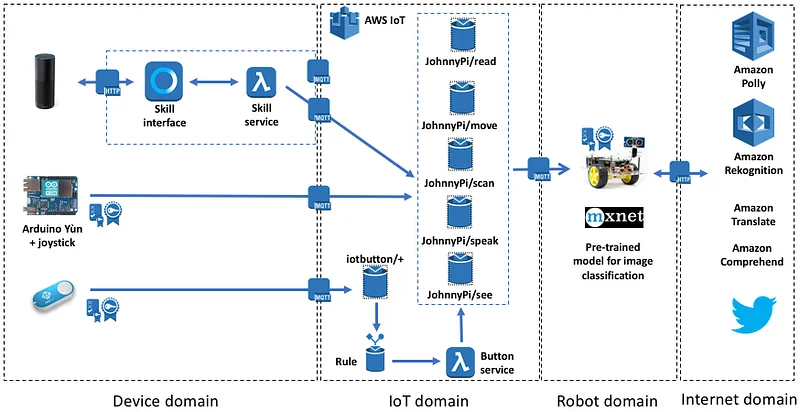 AWS IoT
JohnnyPi/read
JohnnyPi/move
JohnnyPi/scan
JohnnyPi/speak
JohnnyPi/see
HTTP
Skill
interface
Skill
service
MQTT
MQTT
Arduino Yùn
+ joystick
MQTT
iotbutton/+
MQTT
Rule
Button
service
MQTT
mxnet
Pre-trained
model for image
classification
HTTP
Amazon
Polly
Amazon
Rekognition
Amazon
Translate
Amazon
Comprehend
Device domain
IoT domain
Robot domain
Internet domain